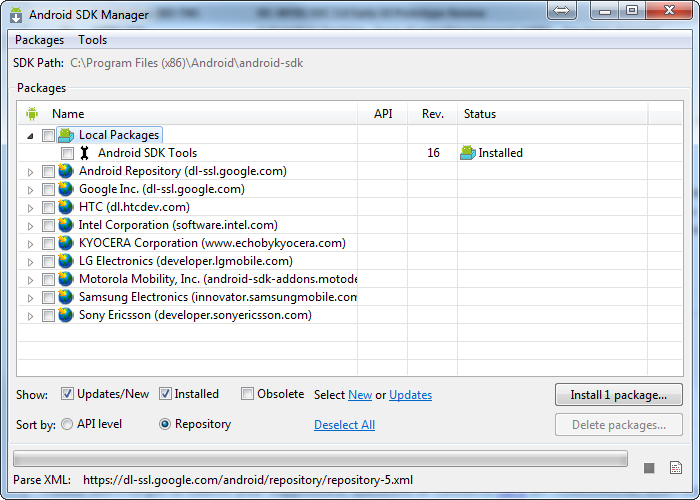 Android SDK Manager
Packages Tools
SDK Path: C:\Program Files (x86)\Android\android-sdk
Packages
Name API Rev. Status
Local Packages
Android SDK Tools 16 Installed
Android Repository (dl-ssl.google.com)
Google Inc. (dl-ssl.google.com)
HTC (dl.htcdev.com)
Intel Corporation (software.intel.com)
KYOCERA Corporation (www.echobykyocera.com)
LG Electronics (developer.lgmobile.com)
Motorola Mobility, Inc. (android-sdk-addons.motode
Samsung Electronics (innovator.samsungmobile.com
Sony Ericsson (developer.sonyericsson.com)
Show: Updates/New Installed Obsolete Select New or Updates Install 1 package...
Sort by: API level Repository Deselect All Delete packages...
Parse XML: https://dl-ssl.google.com/android/repository/repository-5.xml